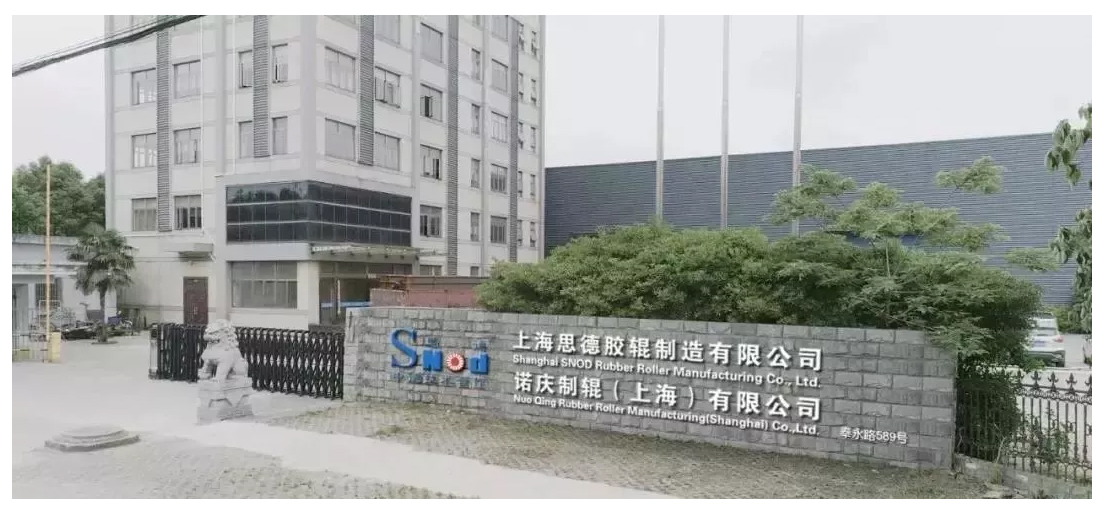 SNod
上海思德胶辊制造有限公司
Shanghai SNOD Rubber Roller Manufacturing Co., Ltd.
诺庆制辊（上海）有限公司
Nuo Qing Rubber Roller Manufacturing(Shanghai) Co.,Ltd.
泰永路589号